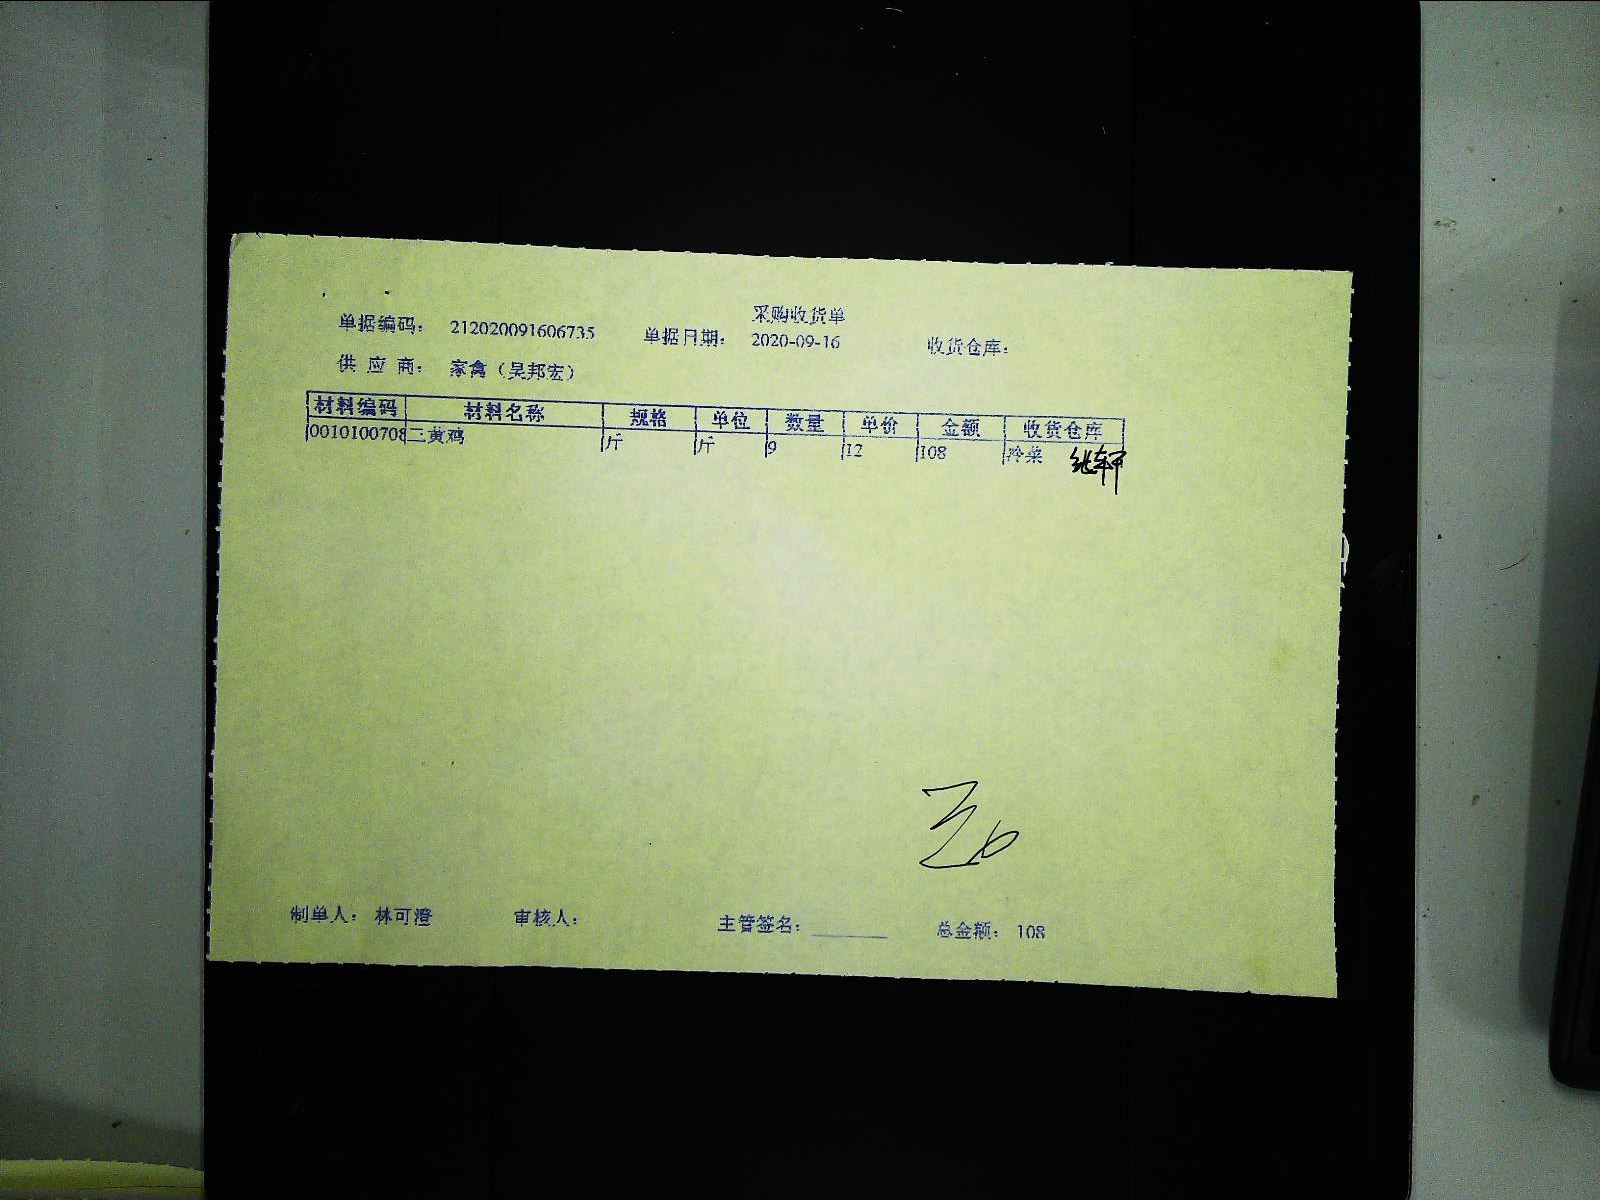 采购收货单
单据编码： 212020091606735 单据日期： 2020-09-16 收货仓库：
供 应 商： 家禽（吴邦宏）
材料编码 材料名称 规格 单位 数量 单价 金额 收货仓库
0010100708 三黄鸡 斤 斤 9 12 108 冷菜 继轩
制单人： 林可澄 审核人： 主管签名： ________ 总金额： 108